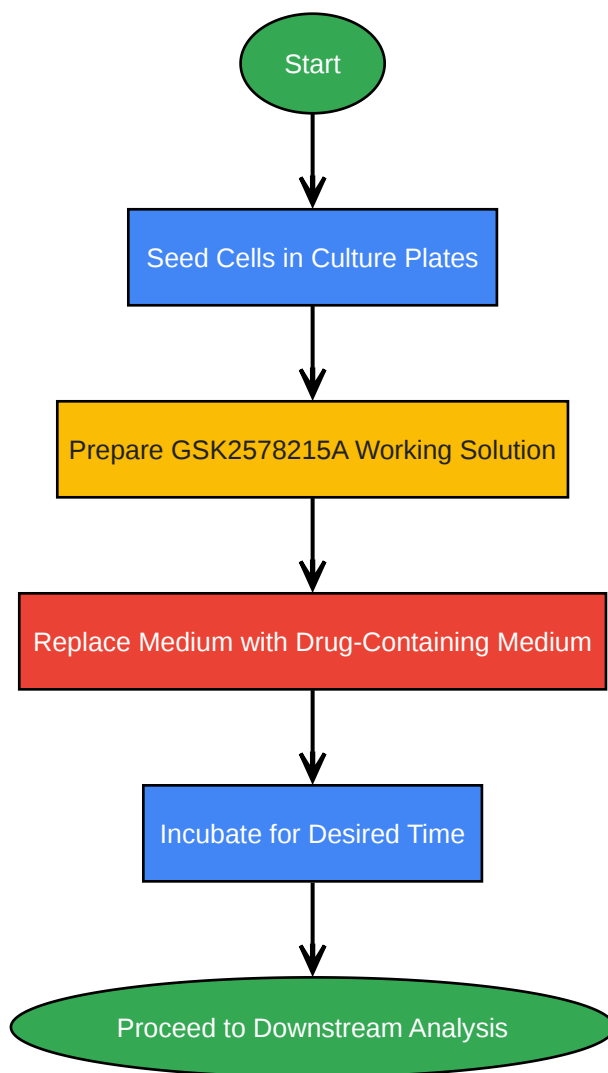 Start
Seed Cells in Culture Plates
Prepare GSK2578215A Working Solution
Replace Medium with Drug-Containing Medium
Incubate for Desired Time
Proceed to Downstream Analysis